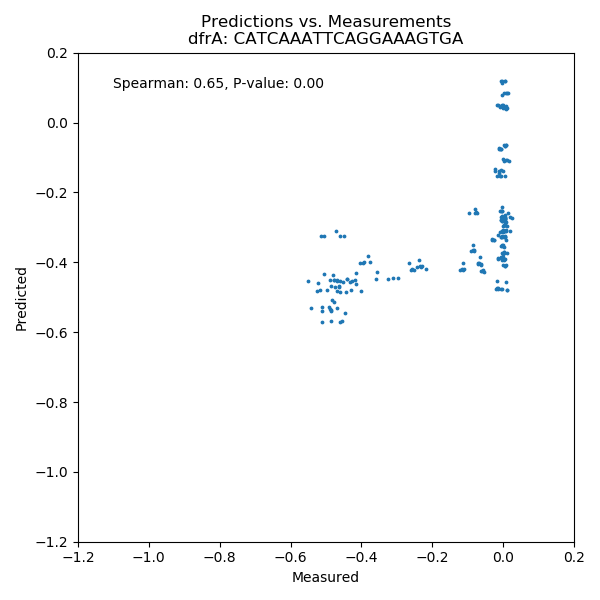 Predictions vs. Measurements
dfrA: CATCAAATTCAGGAAAGTGA
Spearman: 0.65, P-value: 0.00
Predicted
0.2
0.0
−0.2
−0.4
−0.6
−0.8
−1.0
−1.2
−1.2 −1.0 −0.8 −0.6 −0.4 −0.2 0.0 0.2
Measured